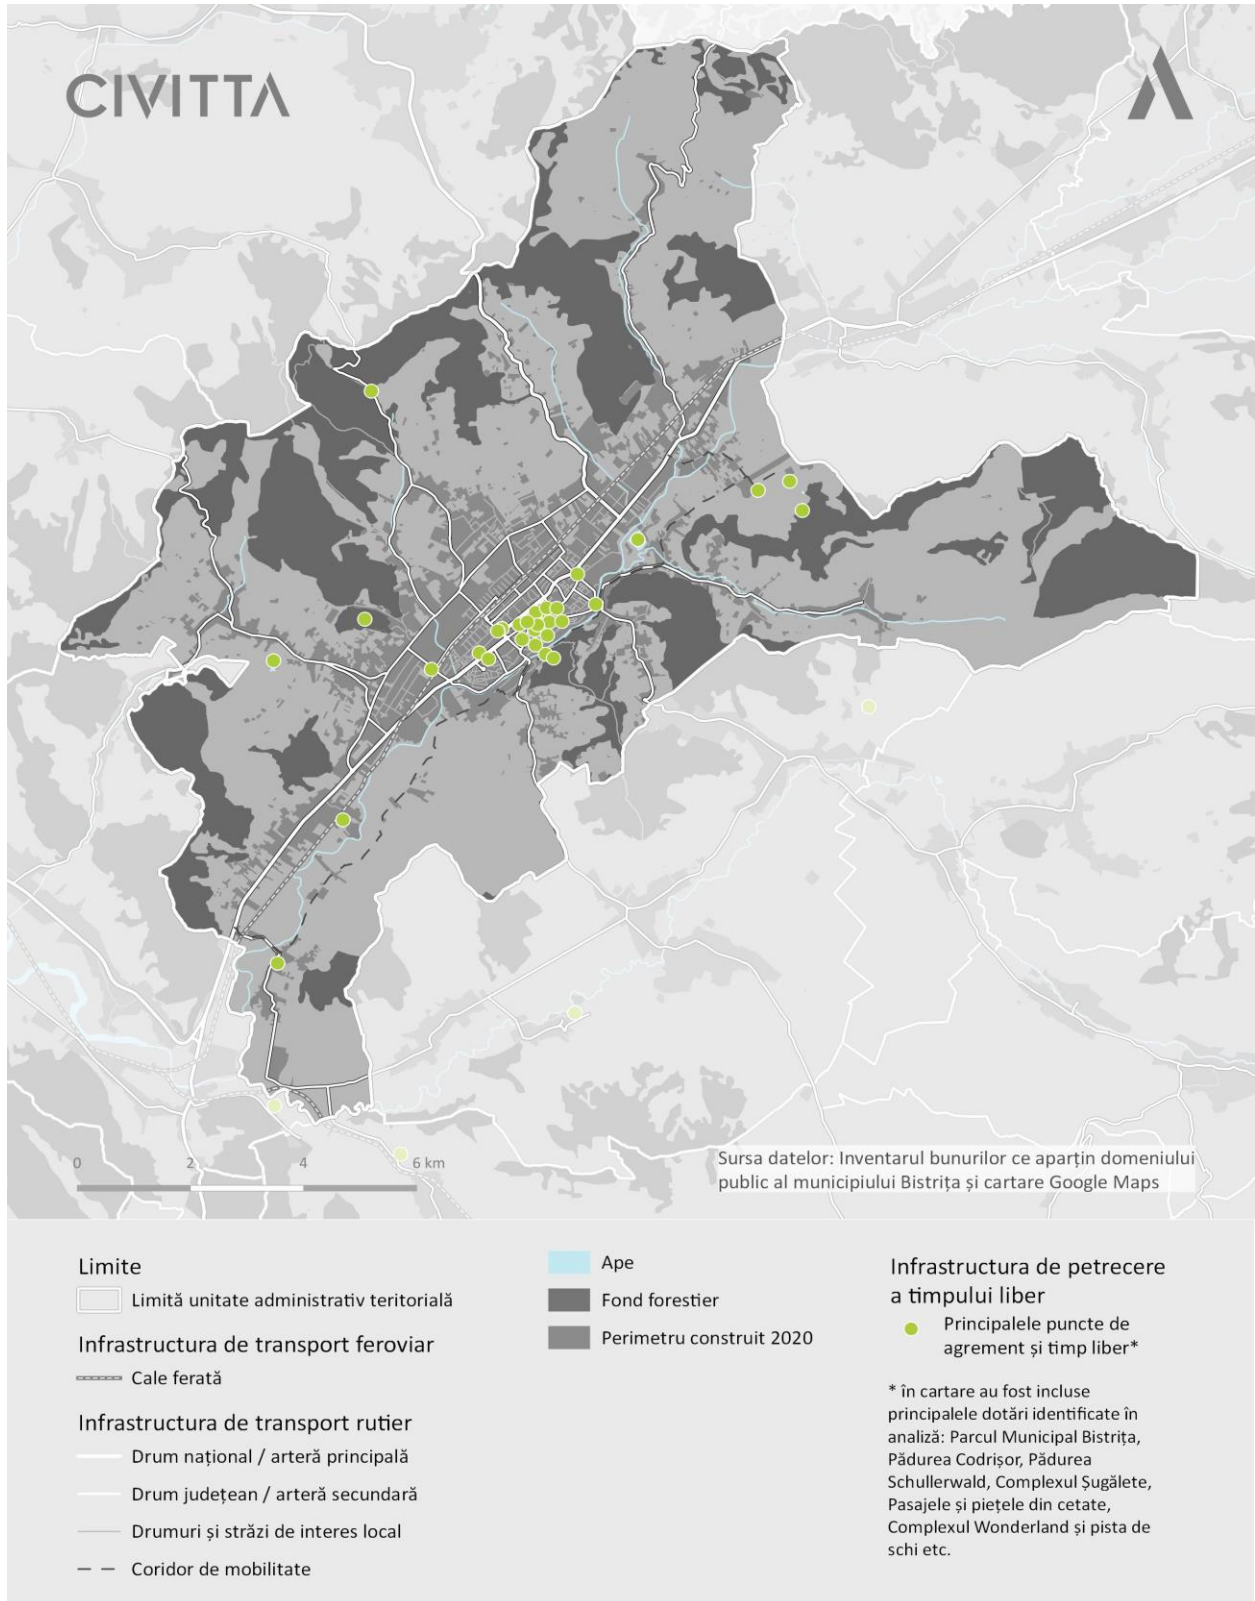 CIVITTA
0 2 4 6 km
Sursa datelor: Inventarul bunurilor ce aparțin domeniului
public al municipiului Bistrița și cartare Google Maps
Limite
Limită unitate administrativ teritorială
Infrastructura de transport feroviar
Cale ferată
Infrastructura de transport rutier
Drum național / arteră principală
Drum județean / arteră secundară
Drumuri și străzi de interes local
Coridor de mobilitate
Ape
Fond forestier
Perimetru construit 2020
Infrastructura de petrecere
a timpului liber
Principalele puncte de
agrement și timp liber*
* în cartare au fost incluse
principalele dotări identificate în
analiză: Parcul Municipal Bistrița,
Pădurea Codrișor, Pădurea
Schullerwald, Complexul Șugălete,
Pasajele și piețele din cetate,
Complexul Wonderland și pista de
schi etc.